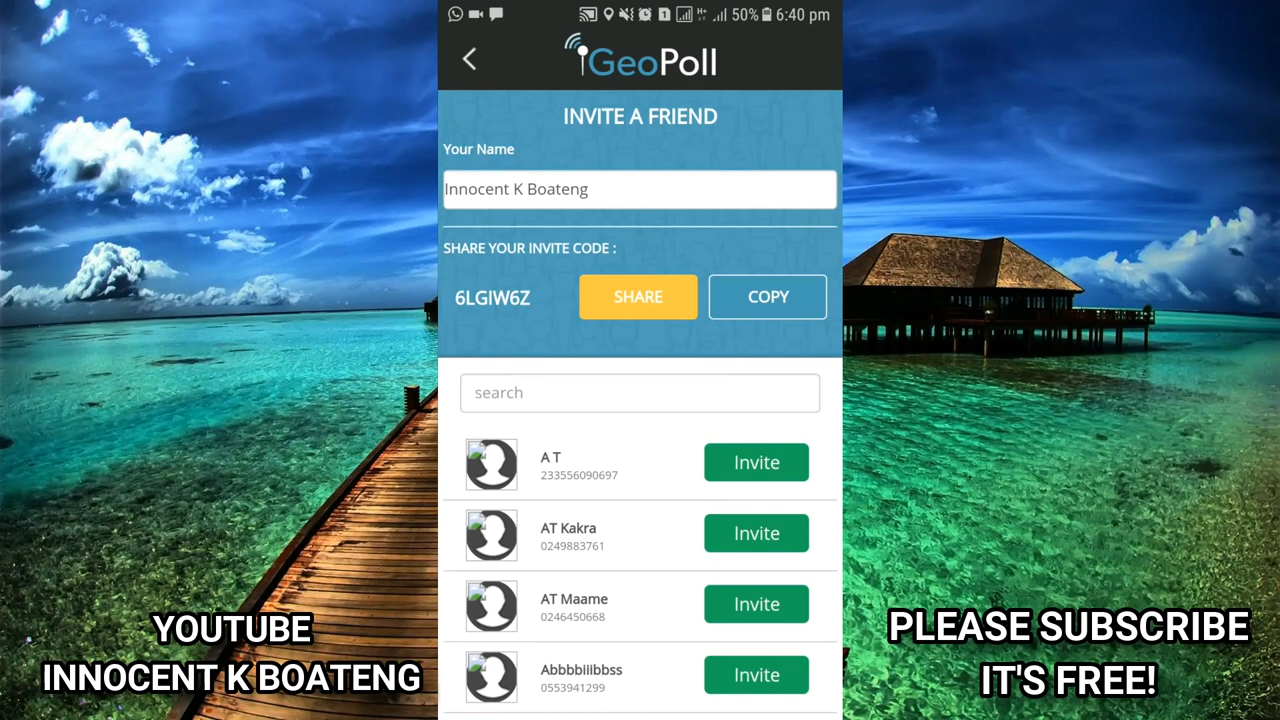 50% 6:40 pm
GeoPoll
INVITE A FRIEND
Your Name
Innocent K Boateng
SHARE YOUR INVITE CODE :
6LGIW6Z SHARE COPY
search
A T
233556090697
Invite
AT Kakra
0249883761
Invite
AT Maame
0246450668
Invite
Abbbbiiibbss
0553941299
Invite
YOUTUBE
INNOCENT K BOATENG
PLEASE SUBSCRIBE
IT'S FREE!